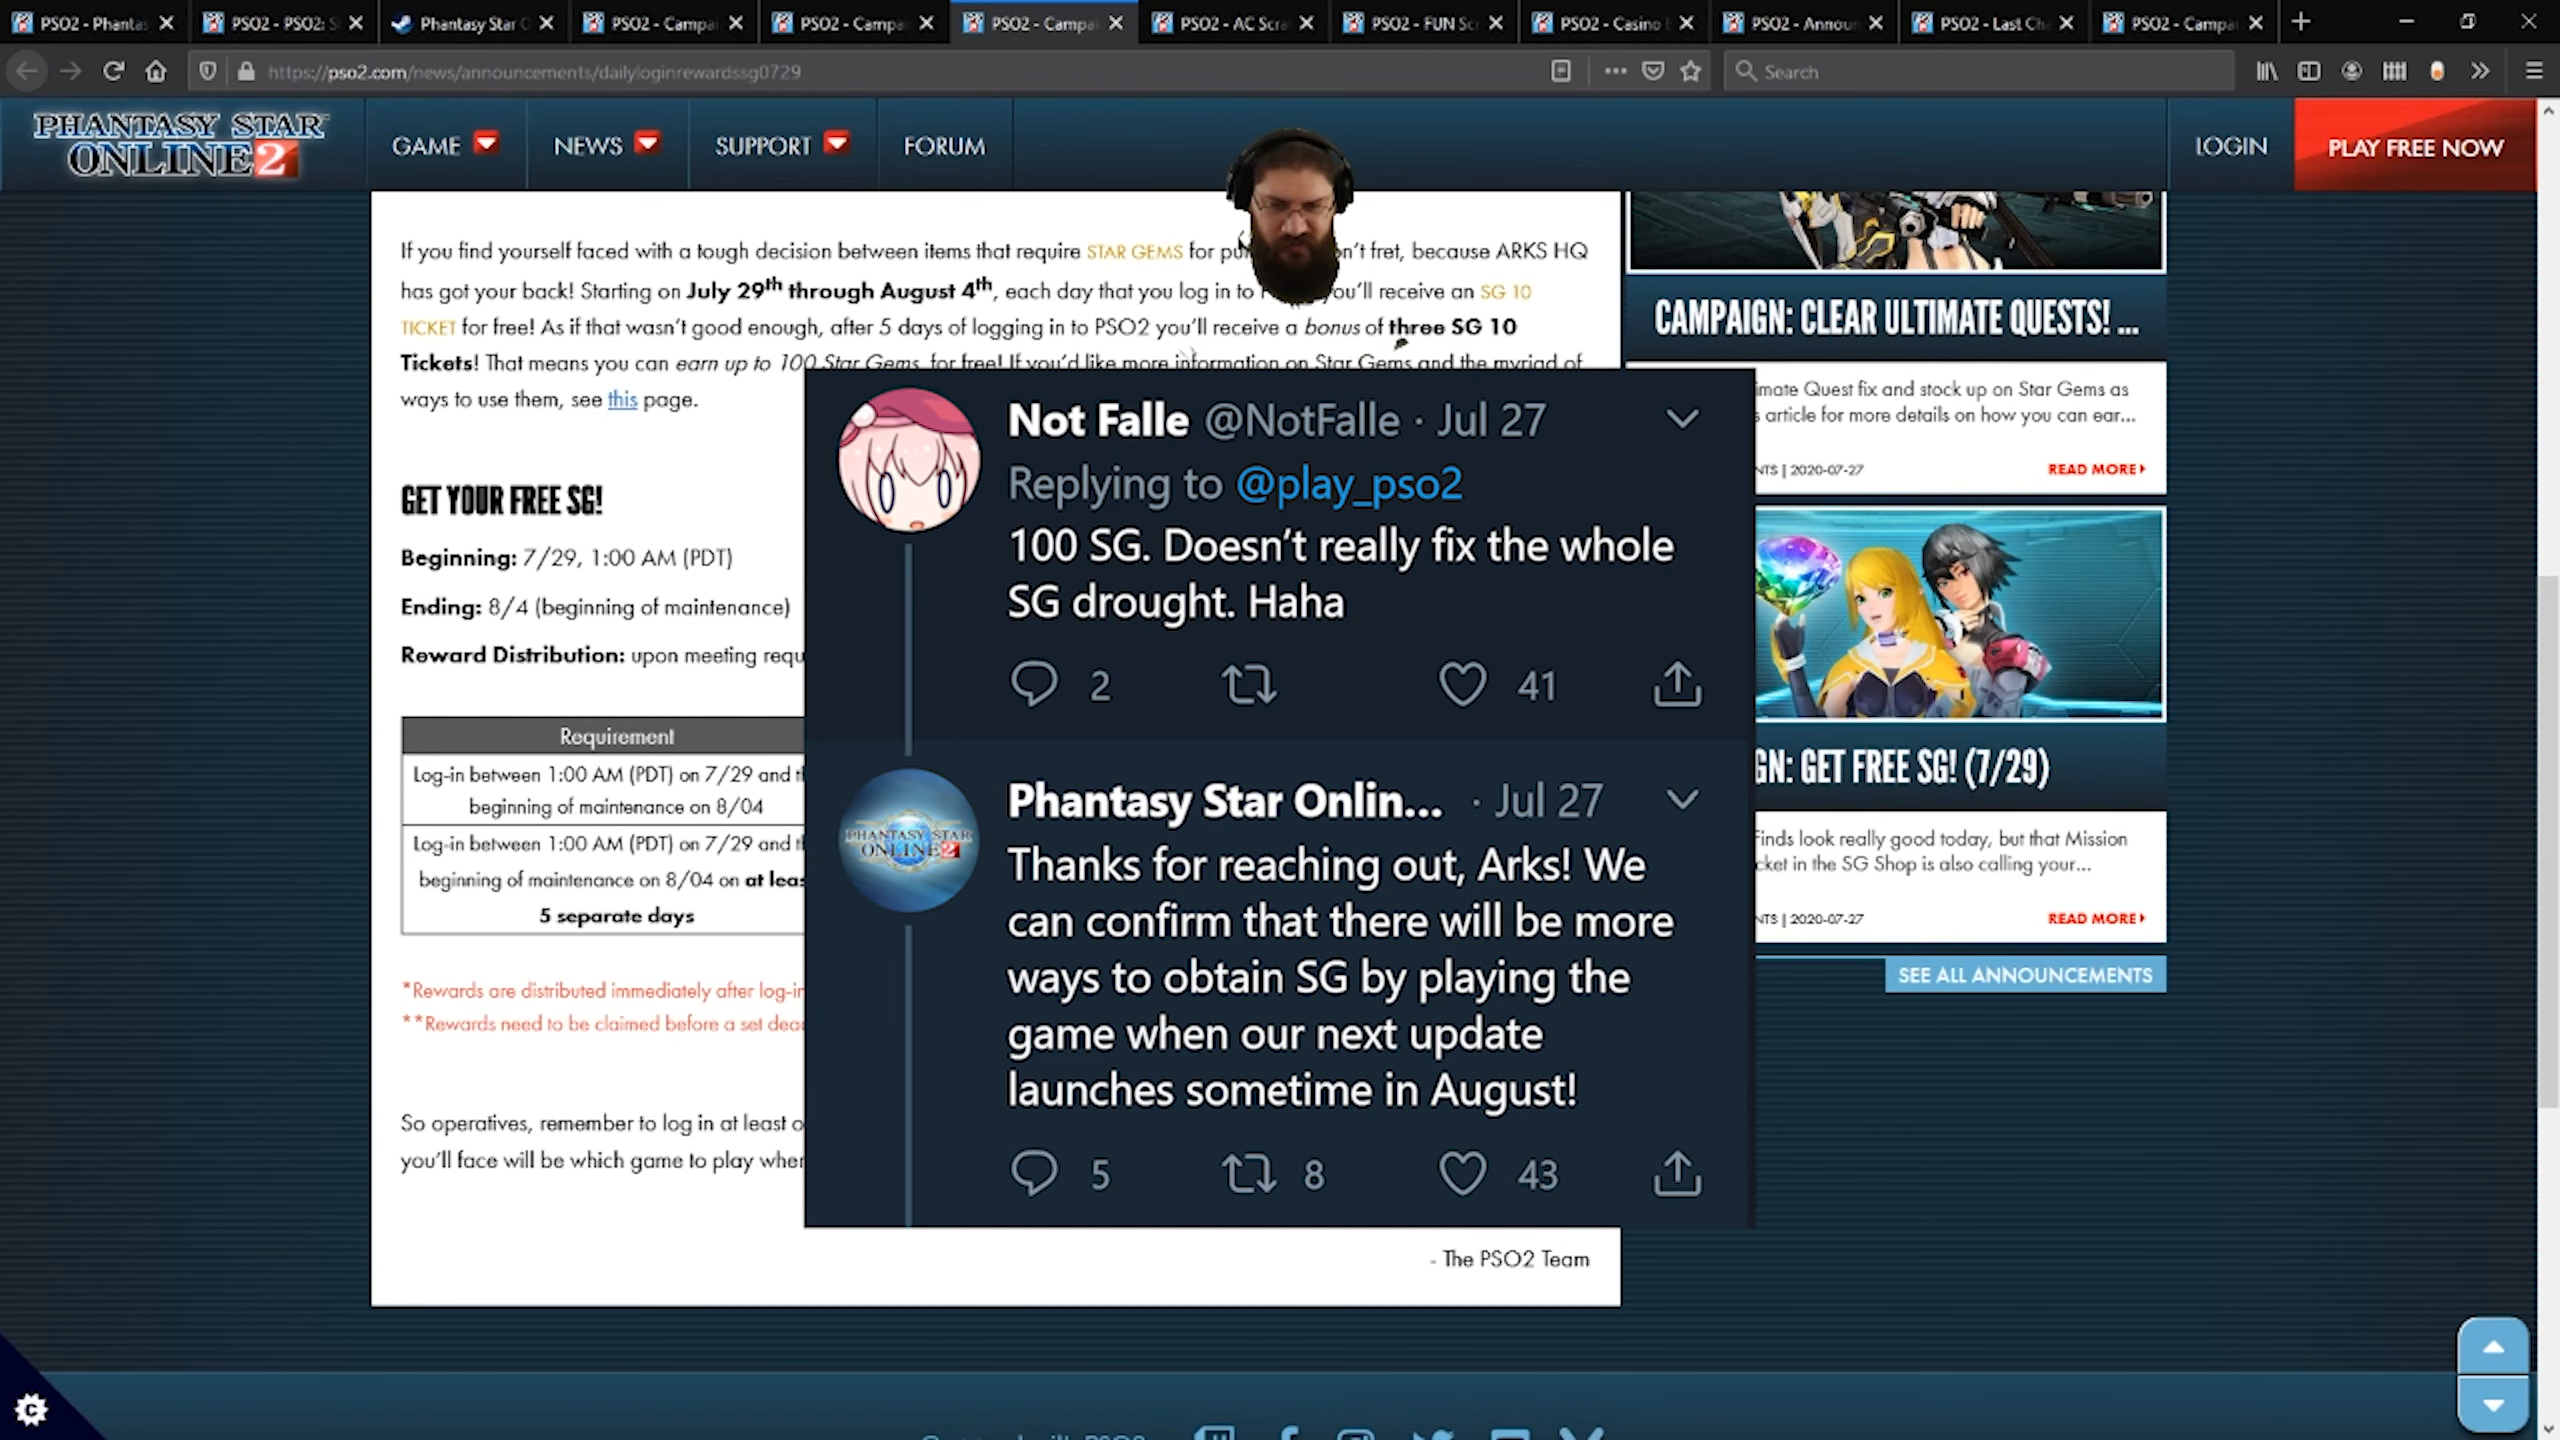 PSO2 - Phantas
PSO2 - PSO2: S
Phantasy Star O
PSO2 - Campai
PSO2 - Campai
PSO2 - Campai
PSO2 - AC Scra
PSO2 - FUN Scr
PSO2 - Casino
PSO2 - Announ
PSO2 - Last Ch
PSO2 - Campai
https://pso2.com/news/announcements/dailyloginrewardssg0729
Search
PHANTASY STAR ONLINE 2
GAME
NEWS
SUPPORT
FORUM
LOGIN
PLAY FREE NOW
If you find yourself faced with a tough decision between items that require STAR GEMS for pu n't fret, because ARKS HQ
has got your back! Starting on July 29th through August 4th, each day that you log in to ou'll receive an SG 10
TICKET for free! As if that wasn't good enough, after 5 days of logging in to PSO2 you'll receive a bonus of three SG 10
Tickets! That means you can earn up to 100 Star Gems, for free! If you'd like more information on Star Gems and the myriad of
ways to use them, see this page.
GET YOUR FREE SG!
Beginning: 7/29, 1:00 AM (PDT)
Ending: 8/4 (beginning of maintenance)
Reward Distribution: upon meeting requ
Requirement
Log-in between 1:00 AM (PDT) on 7/29 and t
beginning of maintenance on 8/04
Log-in between 1:00 AM (PDT) on 7/29 and t
beginning of maintenance on 8/04 on at leas
5 separate days
*Rewards are distributed immediately after log-in
**Rewards need to be claimed before a set dead
So operatives, remember to log in at least o
you'll face will be which game to play when
- The PSO2 Team
Not Falle @NotFalle · Jul 27
Replying to @play_pso2
100 SG. Doesn't really fix the whole
SG drought. Haha
2
41
PHANTASY STAR
ONLINE 2
Phantasy Star Onlin... · Jul 27
Thanks for reaching out, Arks! We
can confirm that there will be more
ways to obtain SG by playing the
game when our next update
launches sometime in August!
5
8
43
CAMPAIGN: CLEAR ULTIMATE QUESTS! ...
imate Quest fix and stock up on Star Gems as
s article for more details on how you can ear...
NTS | 2020-07-27
READ MORE
GN: GET FREE SG! (7/29)
Finds look really good today, but that Mission
cket in the SG Shop is also calling your...
NTS | 2020-07-27
READ MORE
SEE ALL ANNOUNCEMENTS